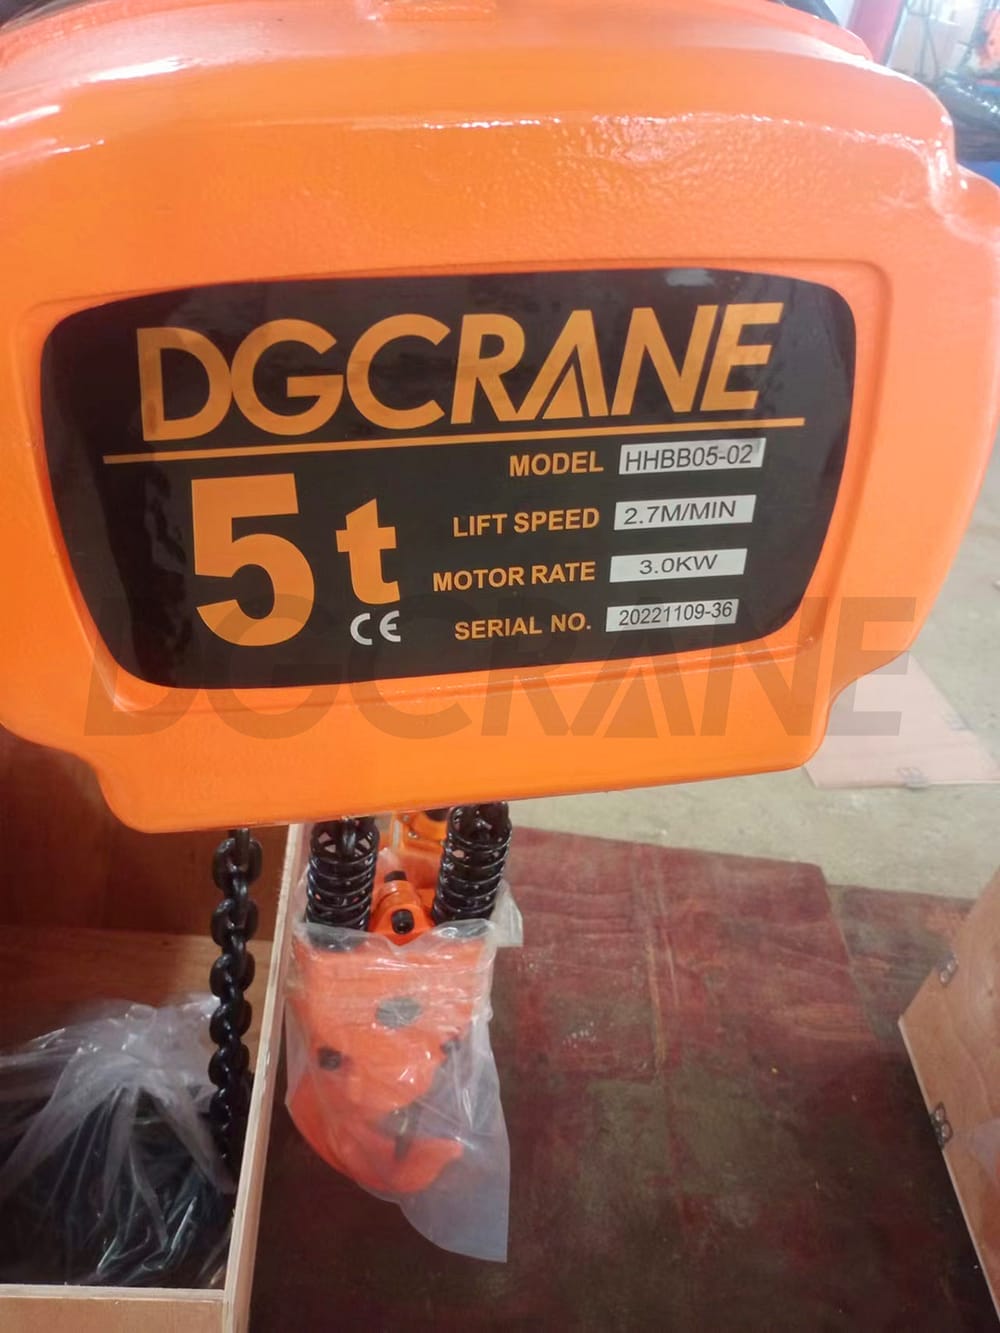 DGCRANE
5t
CE
MODEL HHBB05-02
LIFT SPEED 2.7M/MIN
MOTOR RATE 3.0KW
SERIAL NO. 20221109-36
DGCRANE